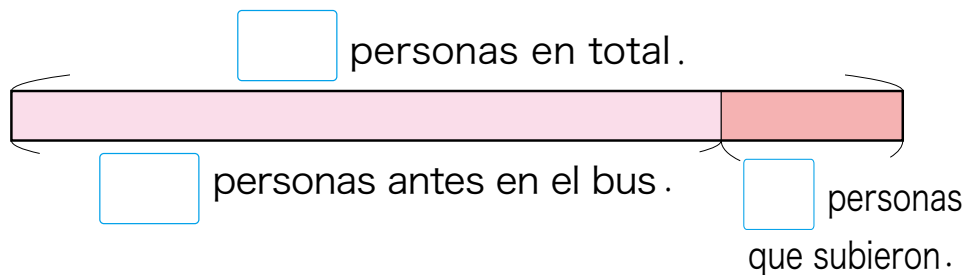 personas en total.
personas antes en el bus.
personas
que subieron.